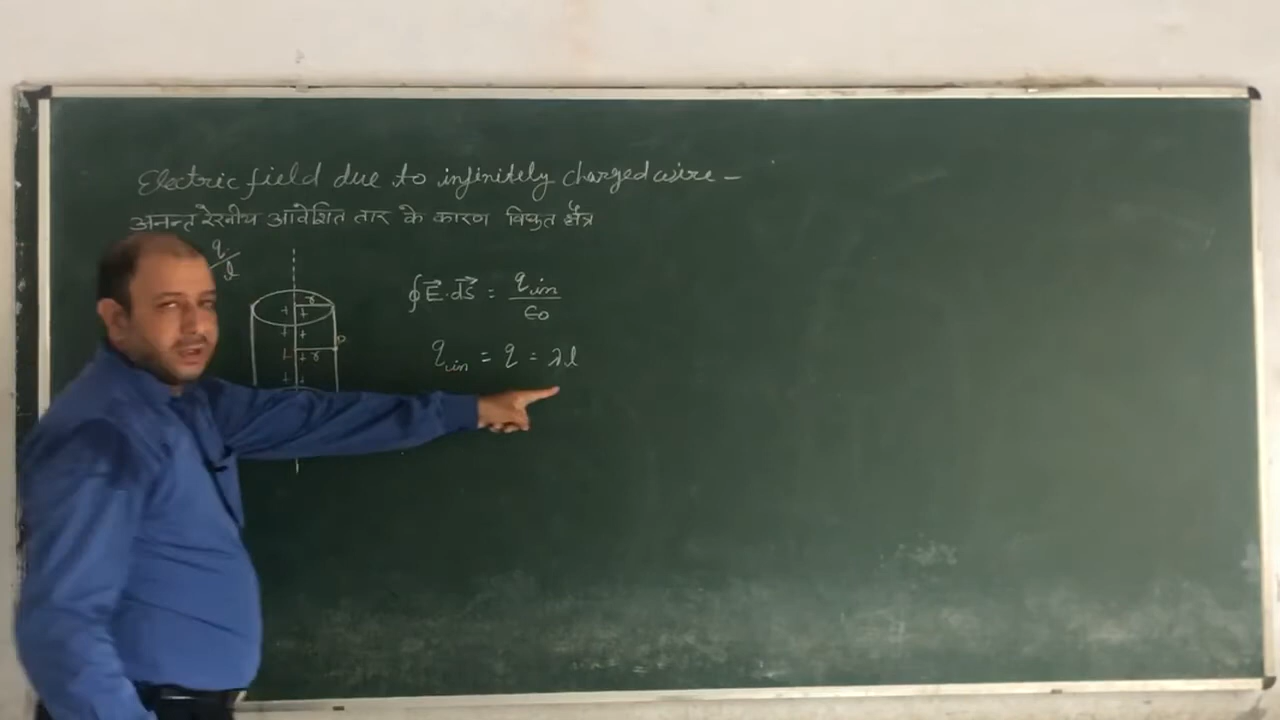 Electric field due to infinitely charged wire -
अनन्त रेखीय आवेशित तार के कारण विद्युत क्षेत्र
q
l
r
∮E⃗.dS⃗ = q_in / ε0
+ +
+ +
+ r P
+ +
q_in = q = λl